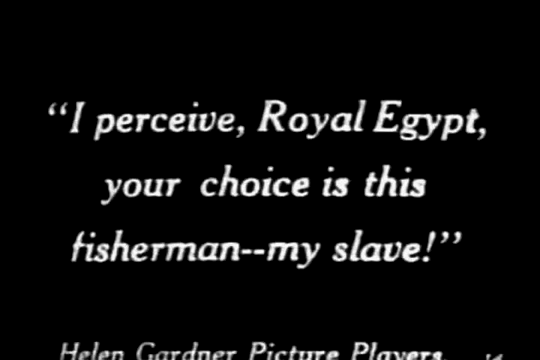 “I perceive, Royal Egypt,
your choice is this
fisherman--my slave!”
Helen Gardner Picture Players